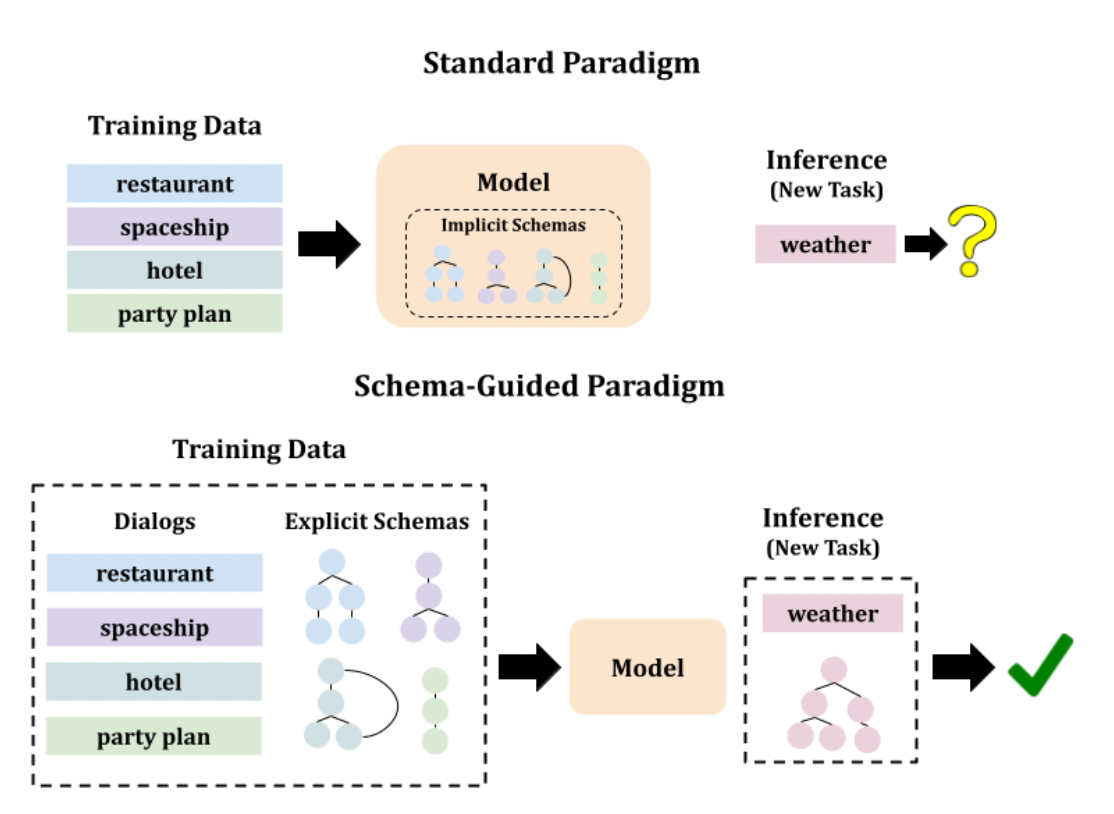 Standard Paradigm
Training Data
restaurant
spaceship
hotel
party plan
Model
Implicit Schemas
Inference
(New Task)
weather
Schema-Guided Paradigm
Training Data
Dialogs
Explicit Schemas
restaurant
spaceship
hotel
party plan
Model
Inference
(New Task)
weather